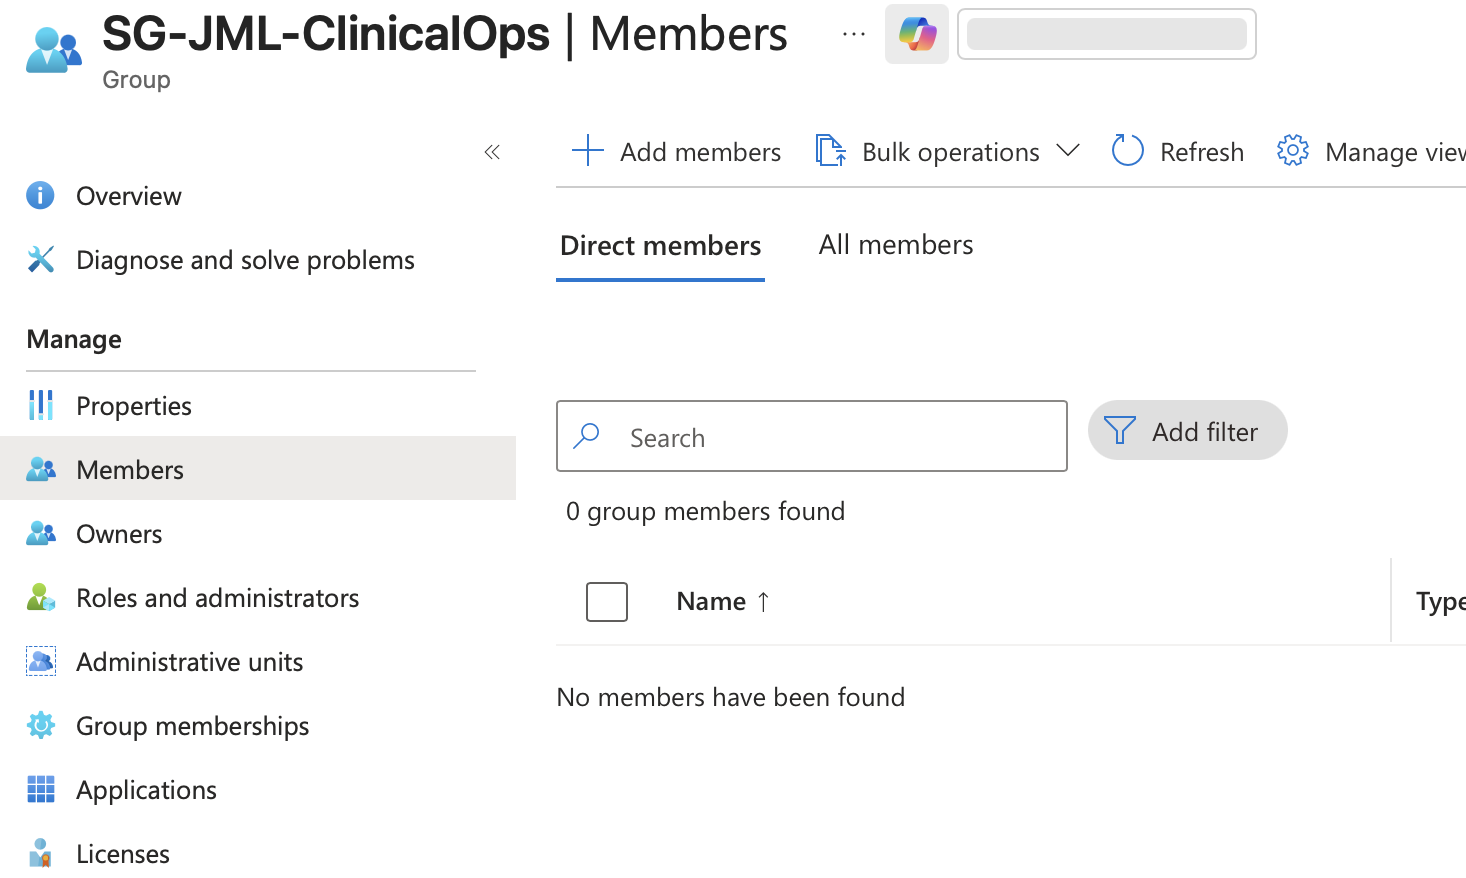 SG-JML-ClinicalOps | Members
Group
Overview
Diagnose and solve problems
Manage
Properties
Members
Owners
Roles and administrators
Administrative units
Group memberships
Applications
Licenses
Add members
Bulk operations
Refresh
Manage view
Direct members
All members
Search
Add filter
0 group members found
Name ↑
Type
No members have been found